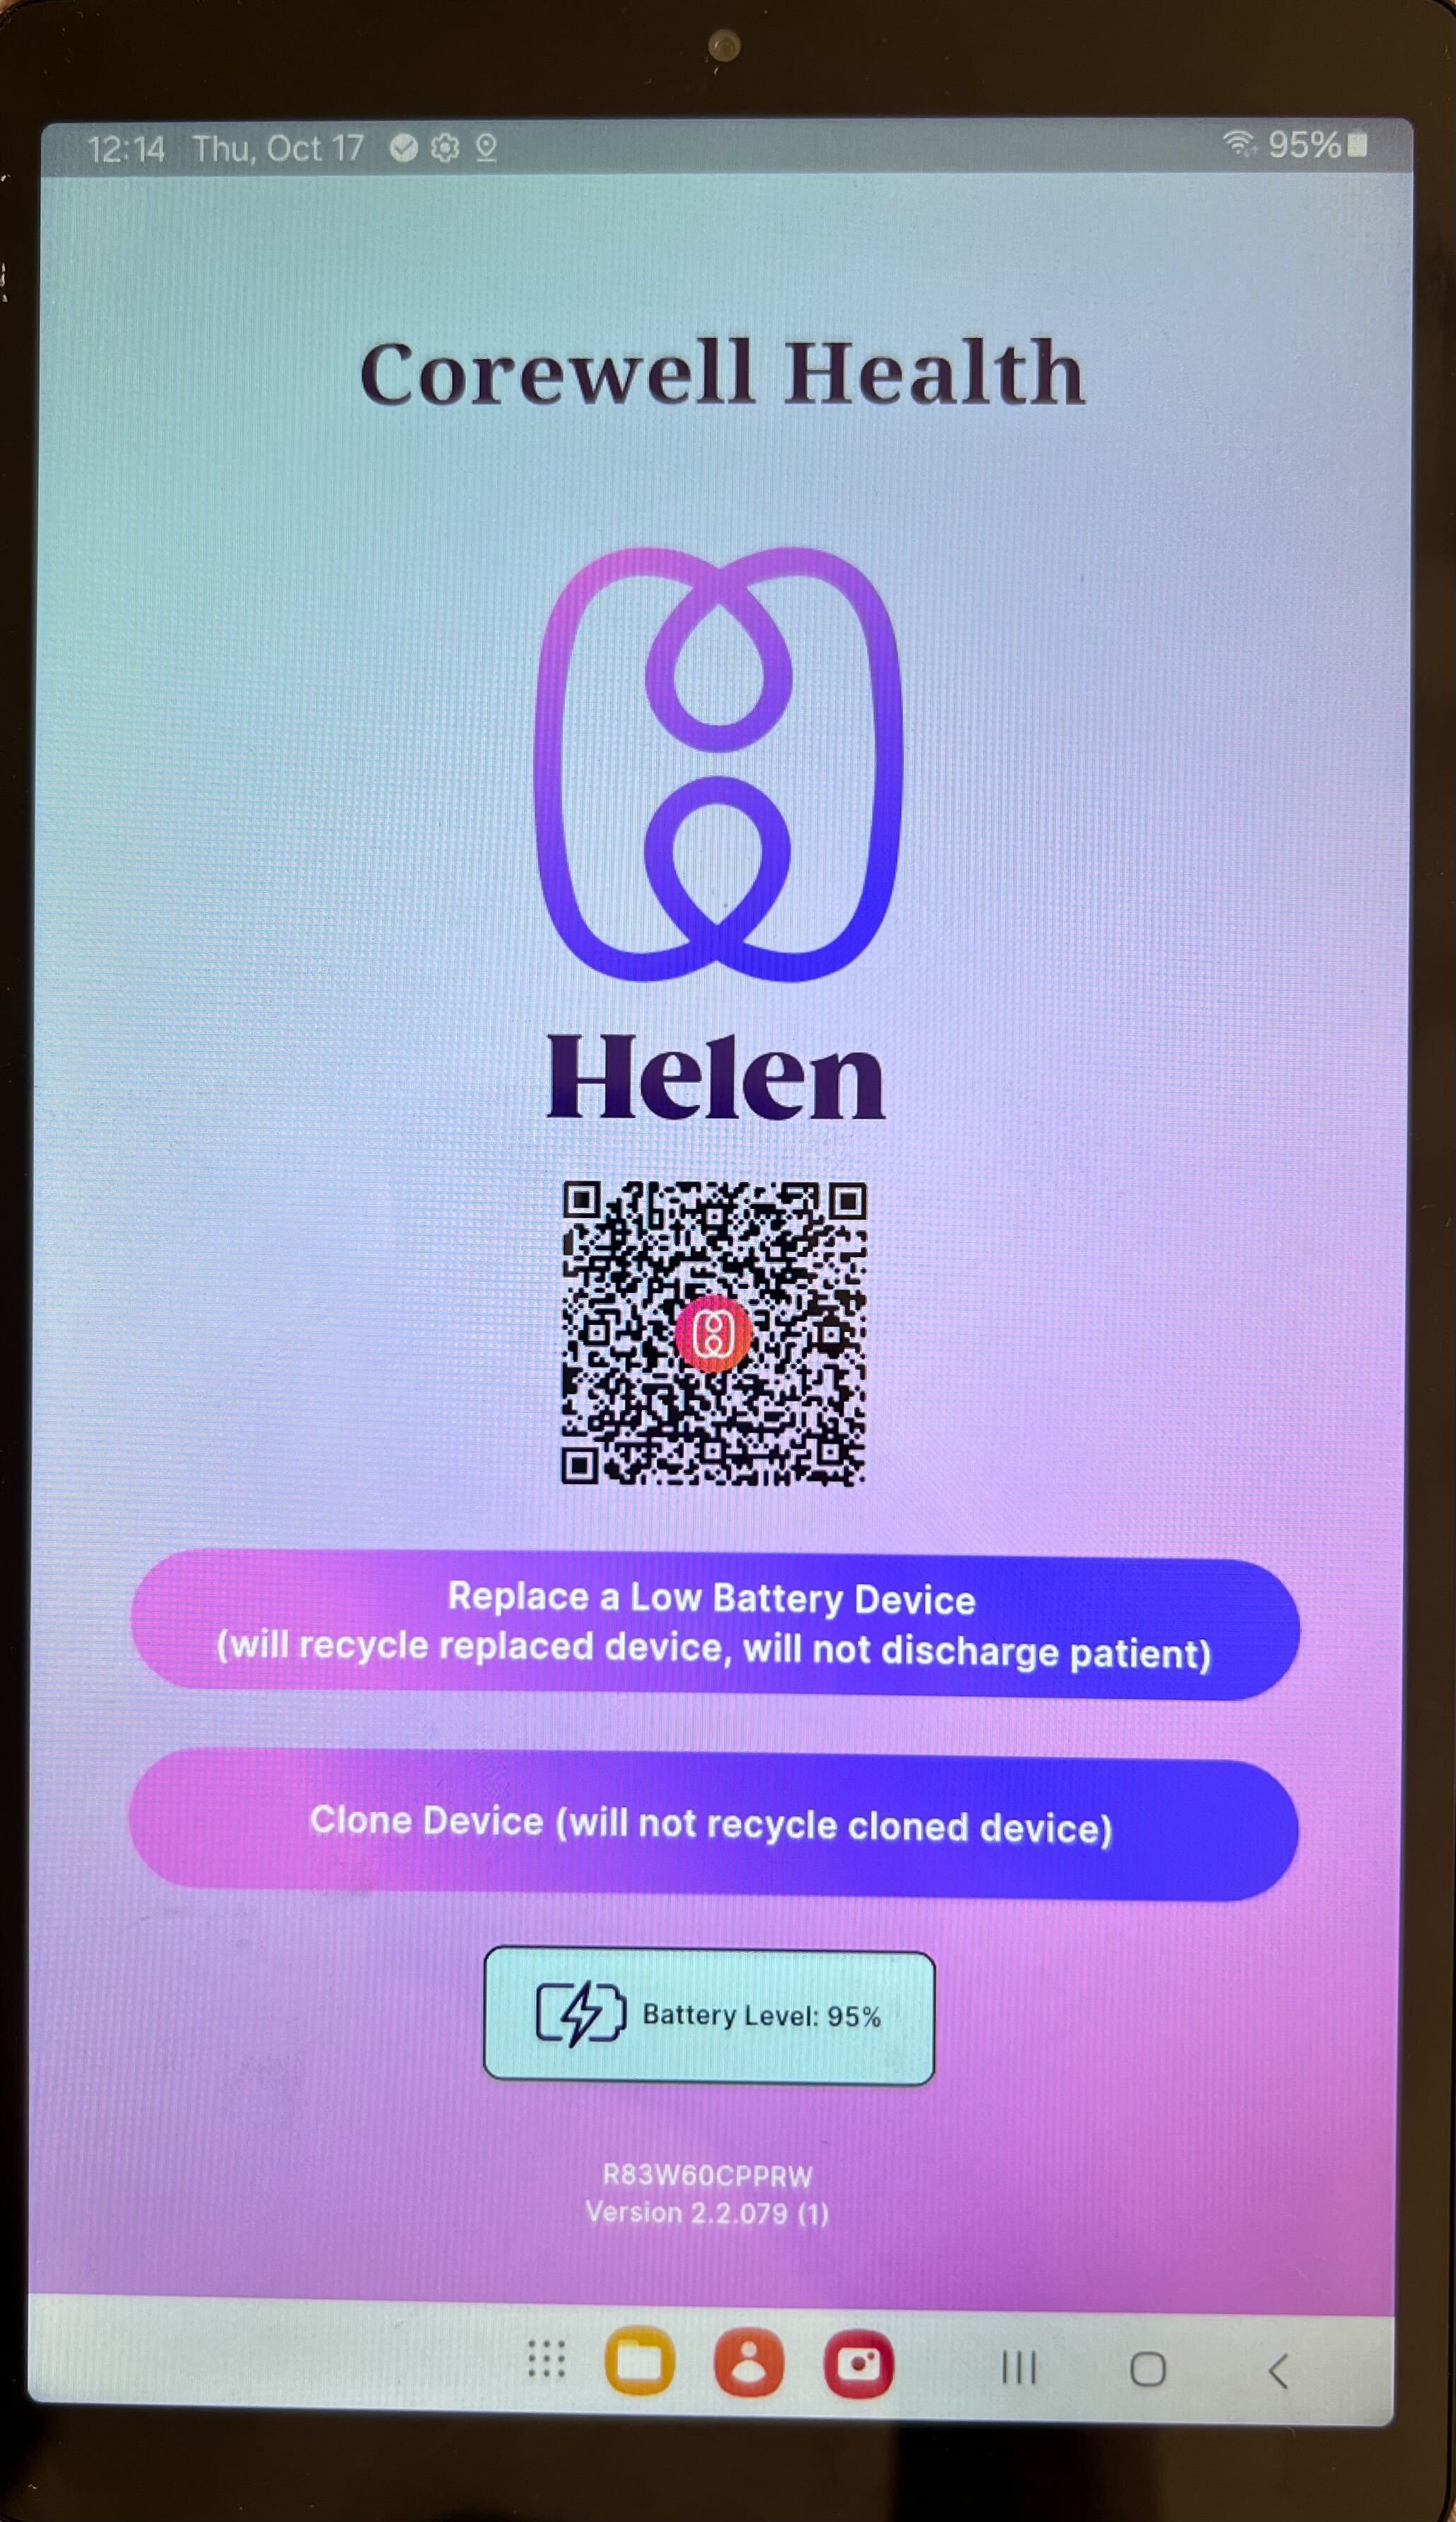 12:14 Thu, Oct 17 95%
Corewell Health
Helen
Replace a Low Battery Device
(will recycle replaced device, will not discharge patient)
Clone Device (will not recycle cloned device)
Battery Level: 95%
R83W60CPPRW
Version 2.2.079 (1)